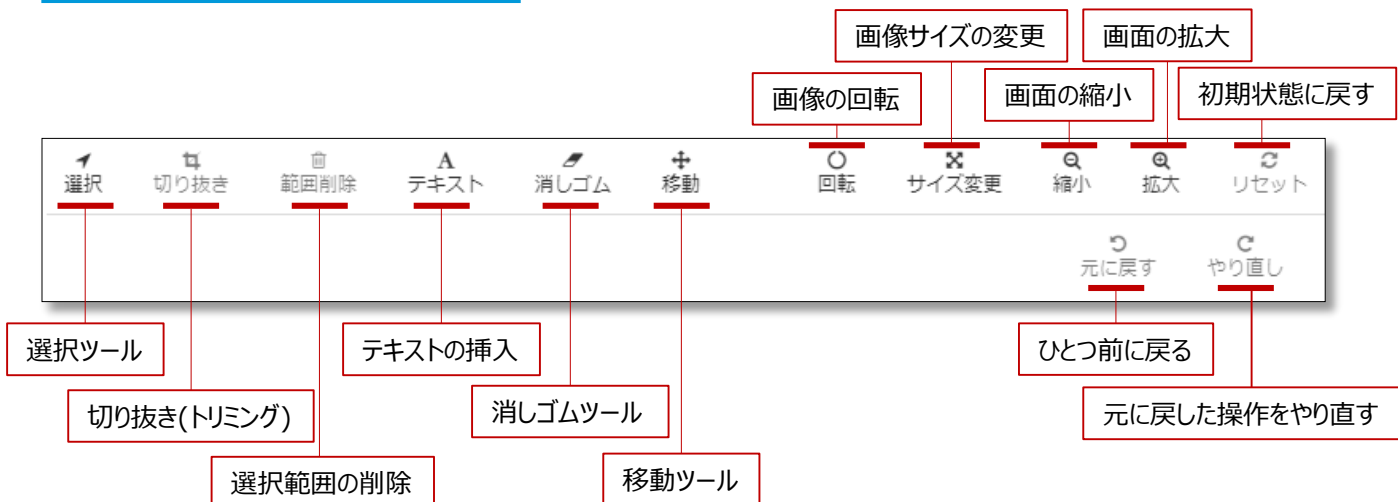 画像サイズの変更
画面の拡大
画像の回転
画面の縮小
初期状態に戻す
選択
切り抜き
範囲削除
テキスト
消しゴム
移動
回転
サイズ変更
縮小
拡大
リセット
元に戻す
やり直し
選択ツール
テキストの挿入
ひとつ前に戻る
切り抜き(トリミング)
消しゴムツール
元に戻した操作をやり直す
選択範囲の削除
移動ツール